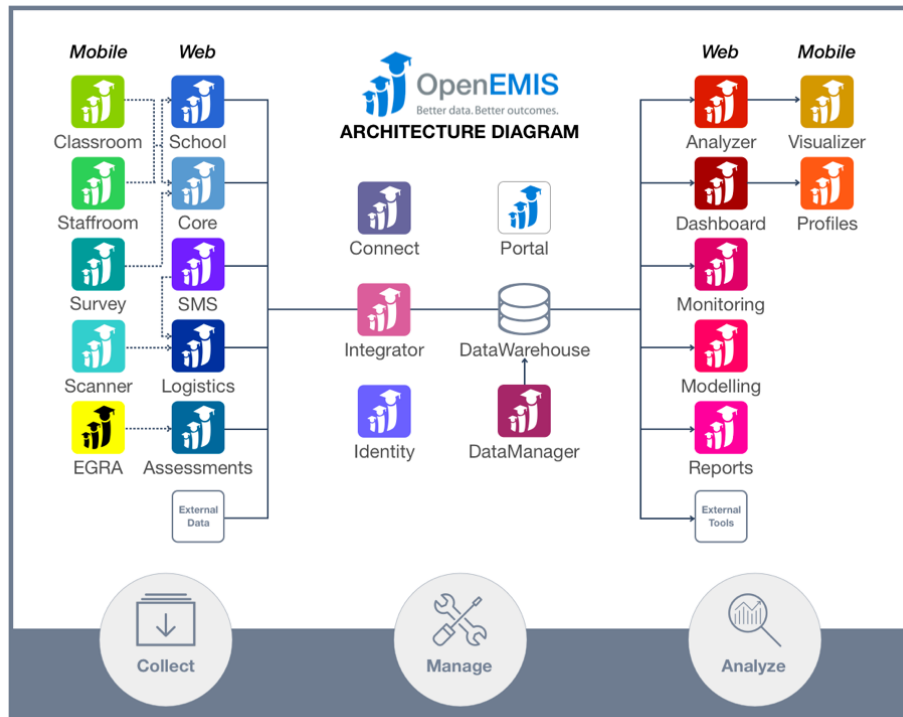 Mobile Web
OpenEMIS
Better data. Better outcomes.
ARCHITECTURE DIAGRAM
Web Mobile
Classroom School
Analyzer Visualizer
Staffroom Core
Connect Portal
Dashboard Profiles
Survey SMS
Monitoring
Integrator DataWarehouse
Scanner Logistics
Modelling
Identity DataManager
EGRA Assessments
Reports
External
Data
External
Tools
Collect
Manage
Analyze